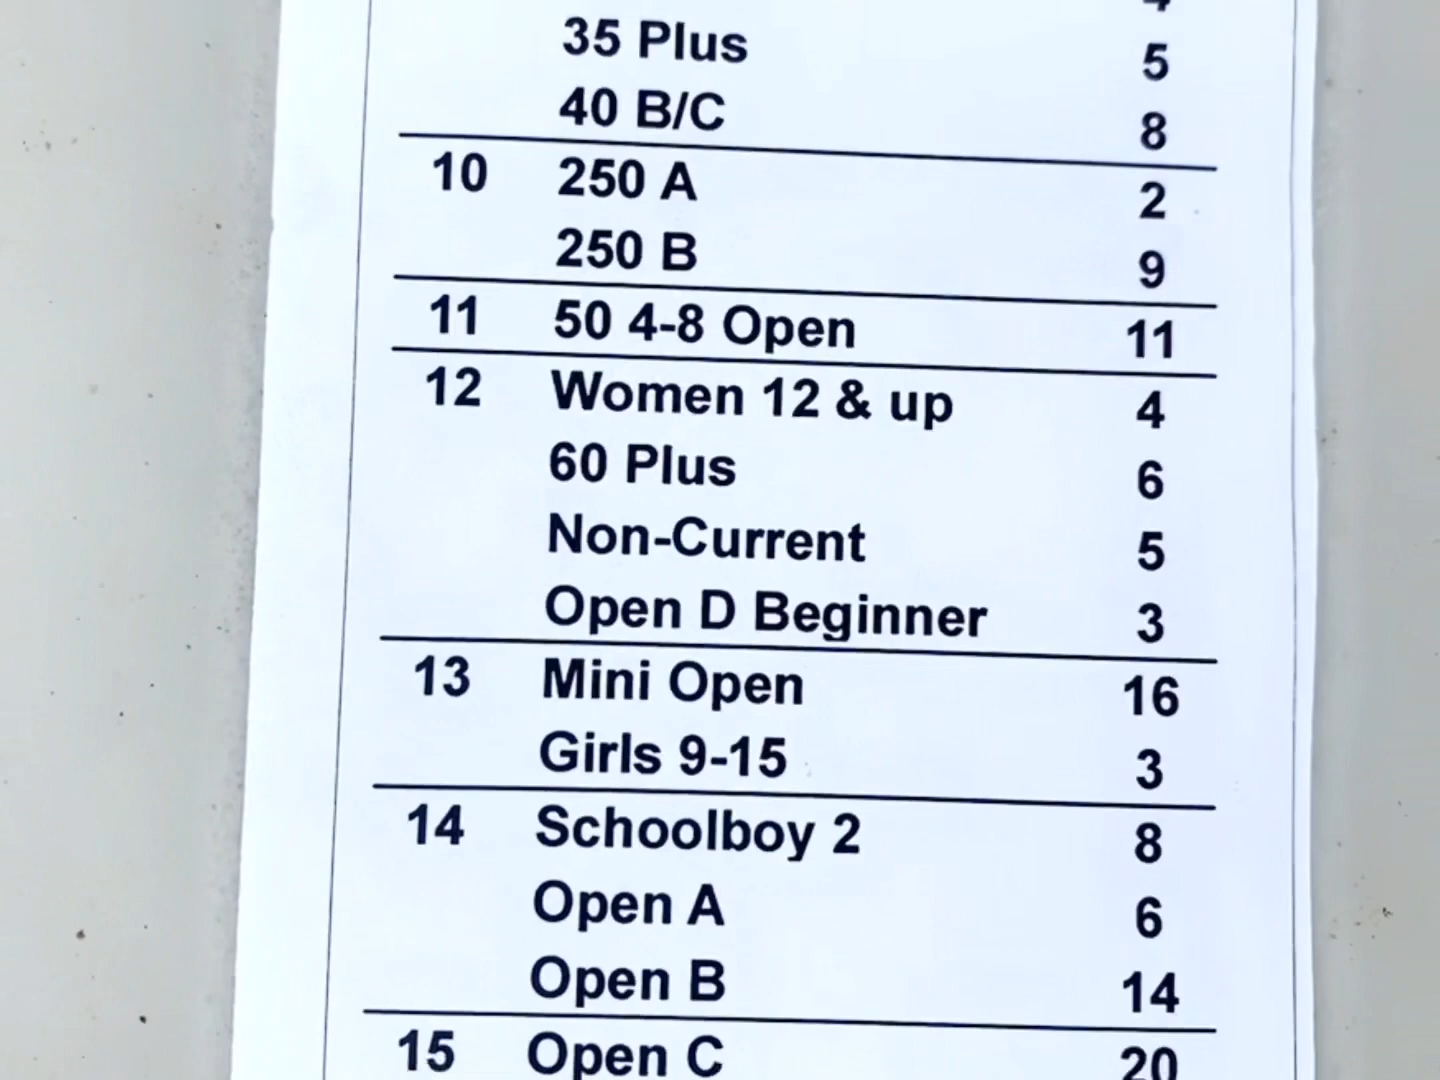 35 Plus 5
40 B/C 8
10 250 A 2
250 B 9
11 50 4-8 Open 11
12 Women 12 & up 4
60 Plus 6
Non-Current 5
Open D Beginner 3
13 Mini Open 16
Girls 9-15 3
14 Schoolboy 2 8
Open A 6
Open B 14
15 Open C 20